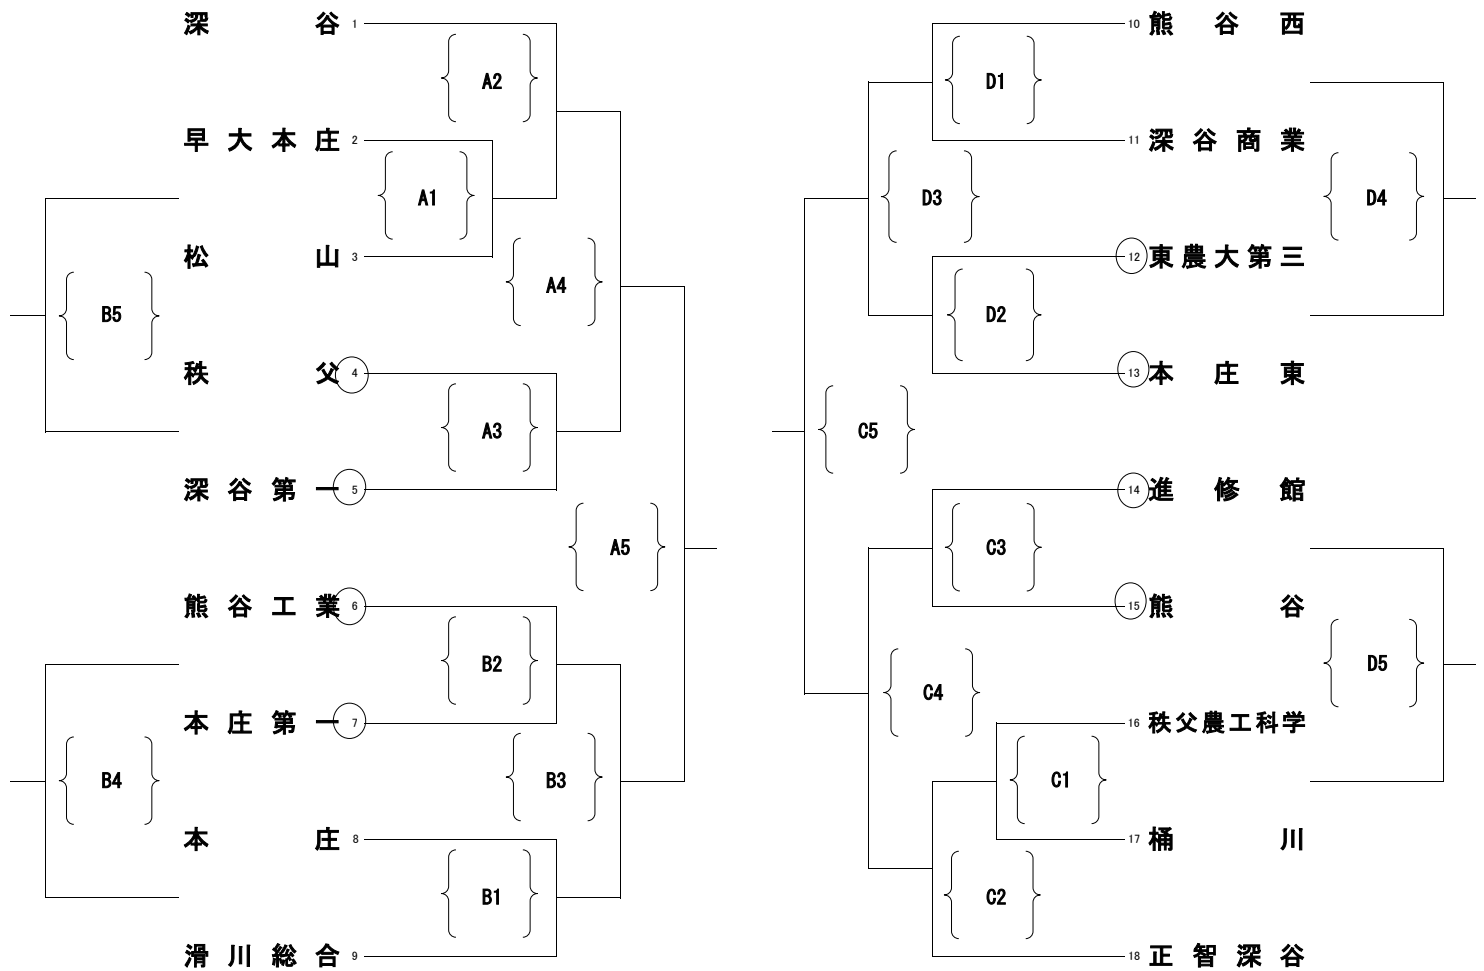 深谷 1
A2
早大本庄 2
A1
松山 3
A4
B5
秩父 4
A3
深谷第一 5
A5
熊谷工業 6
B2
本庄第一 7
B3
B4
本庄 8
B1
滑川総合 9
10 熊谷西
D1
11 深谷商業
D3
D4
12 東農大第三
D2
13 本庄東
C5
14 進修館
C3
15 熊谷
D5
C4
16 秩父農工科学
C1
17 桶川
C2
18 正智深谷